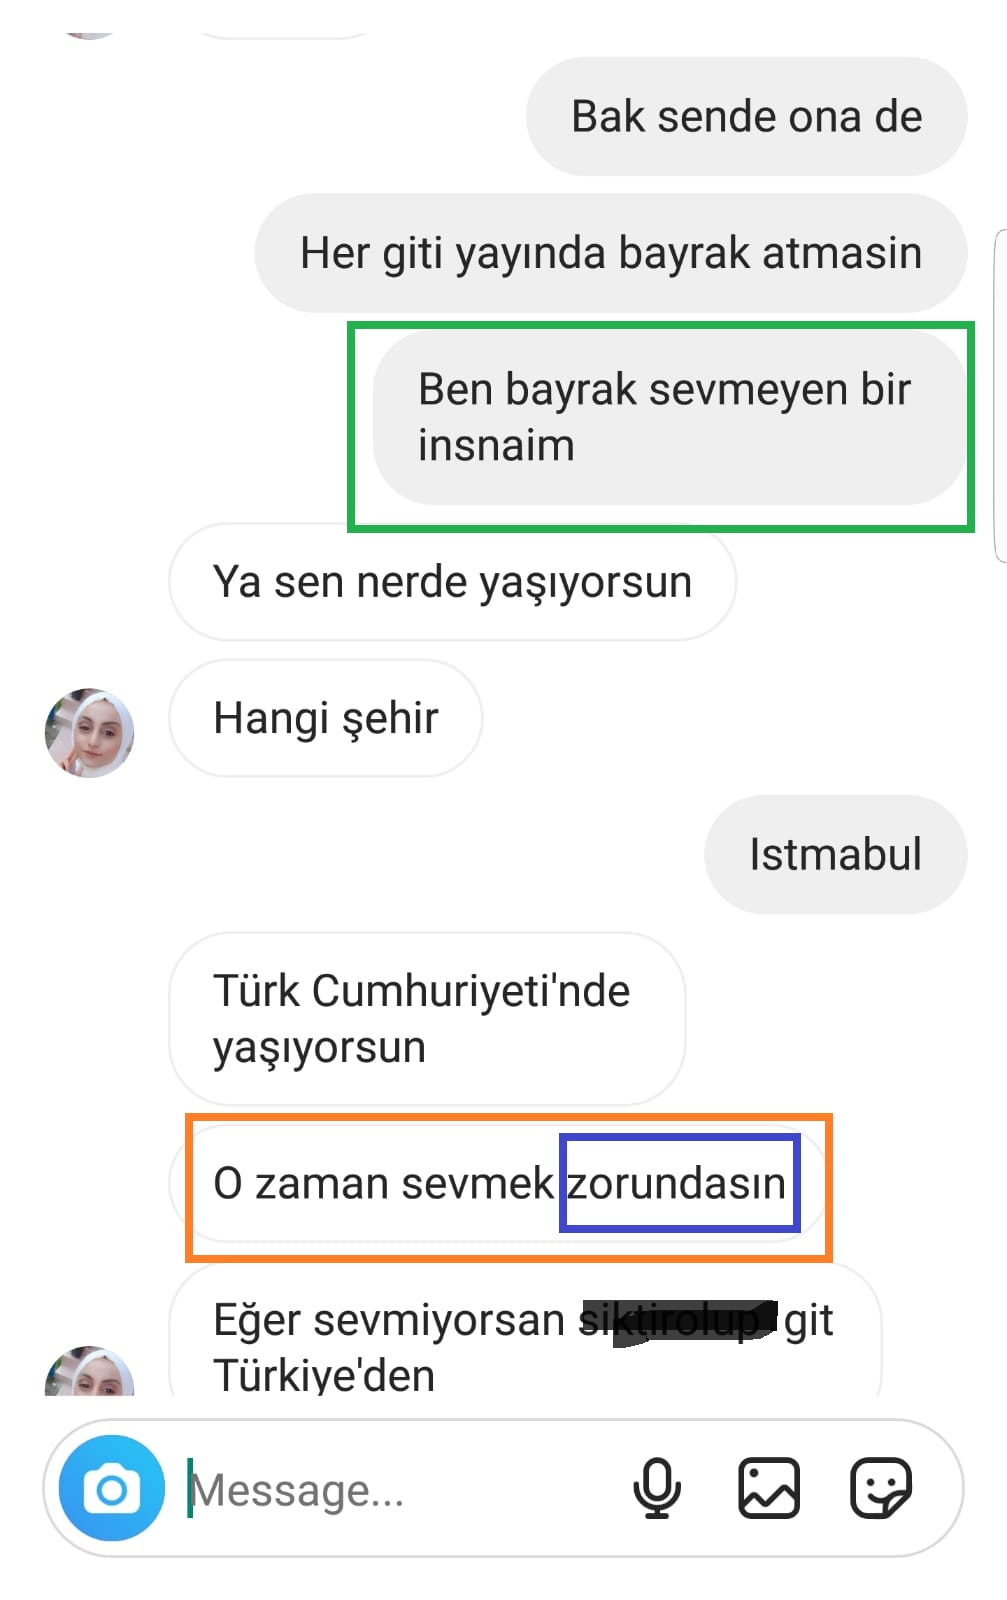 Bak sende ona de
Her giti yayında bayrak atmasin
Ben bayrak sevmeyen bir
insnaim
Ya sen nerde yaşıyorsun
Hangi şehir
Istmabul
Türk Cumhuriyeti'nde
yaşıyorsun
O zaman sevmek zorundasın
Eğer sevmiyorsan siktirolup git
Türkiye'den
Message...